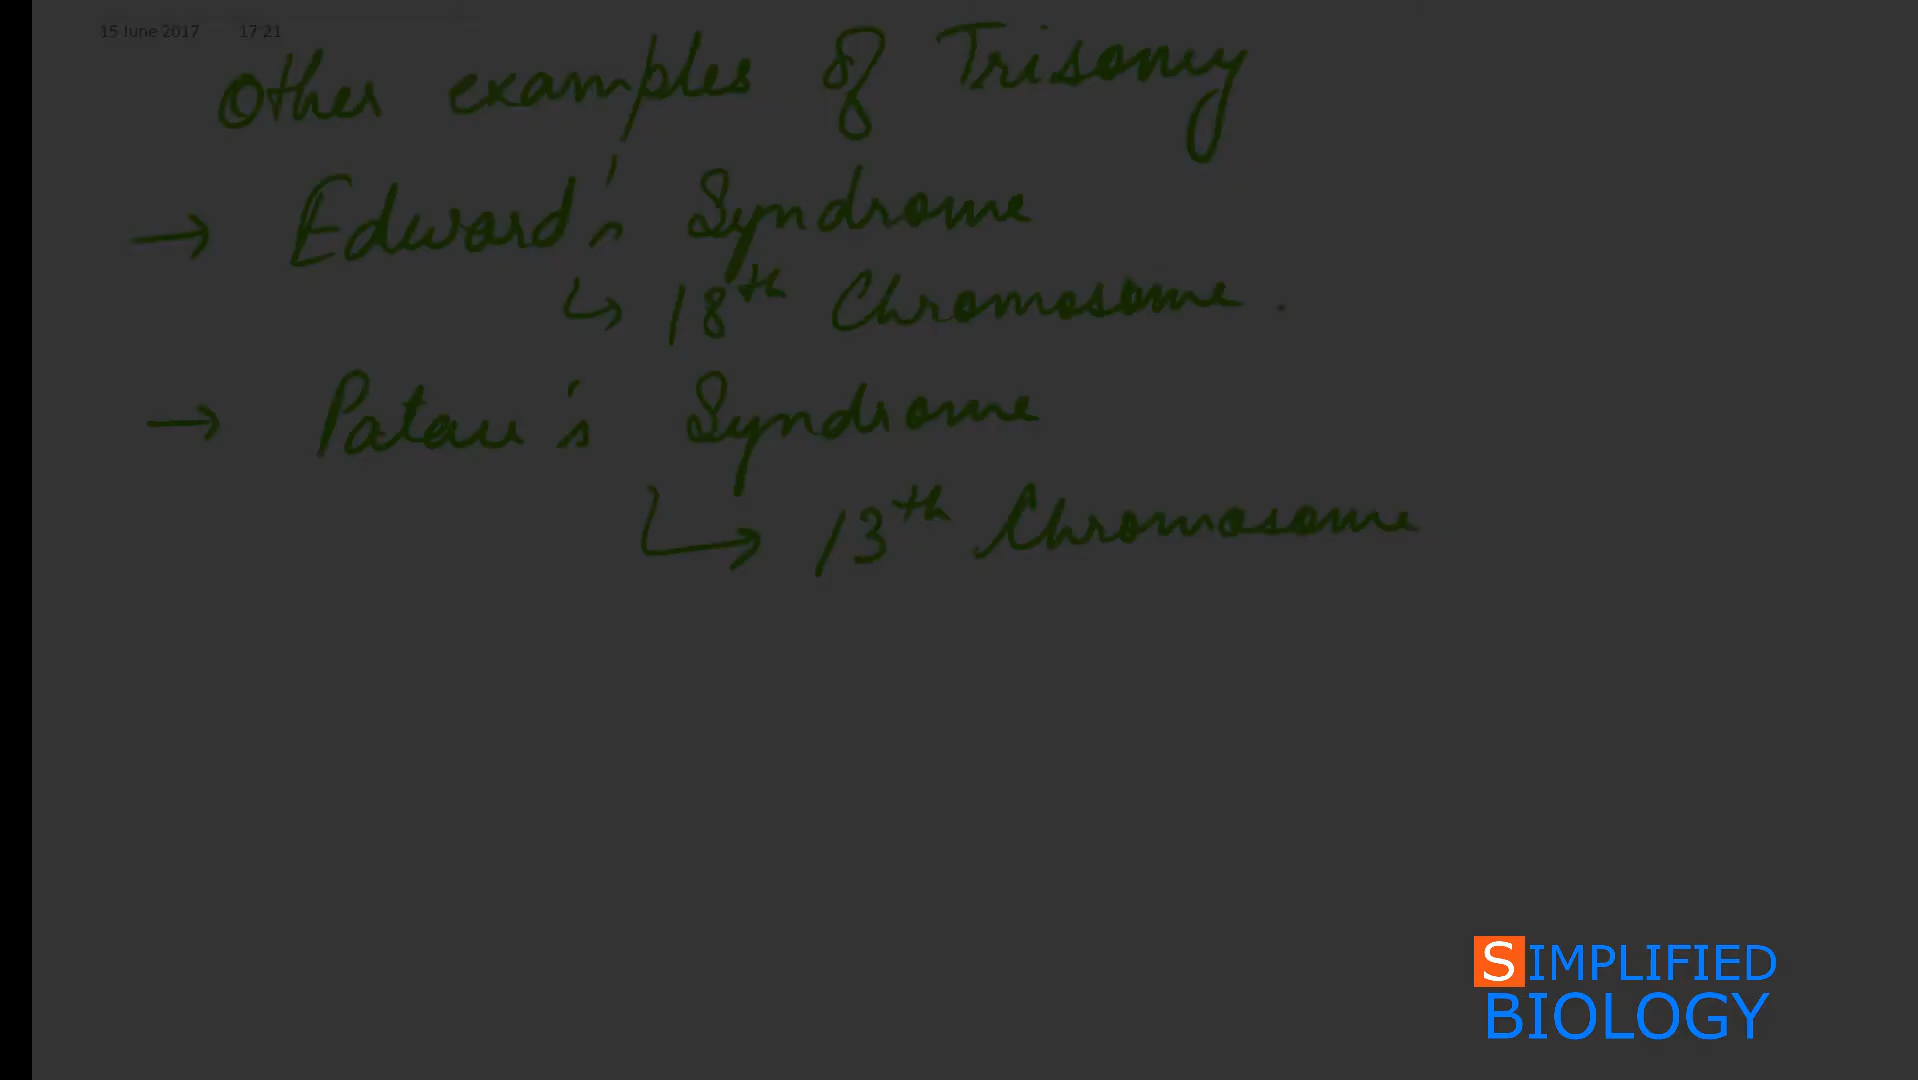 15 June 2017 17:21
Other examples of Trisomy
→ Edward's Syndrome
↳ 18th Chromosome.
→ Patau's Syndrome
↳ 13th Chromosome
SIMPLIFIED
BIOLOGY